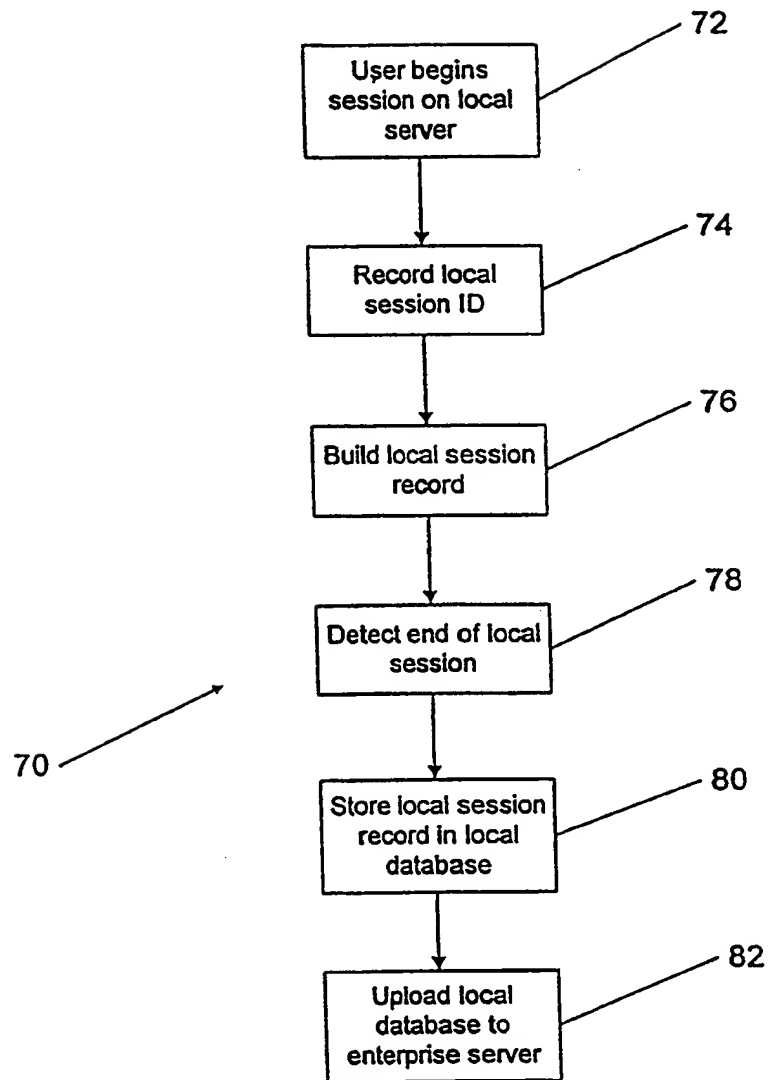 72
User begins
session on local
server
74
Record local
session ID
76
Build local session
record
78
Detect end of local
session
70
80
Store local session
record in local
database
82
Upload local
database to
enterprise server